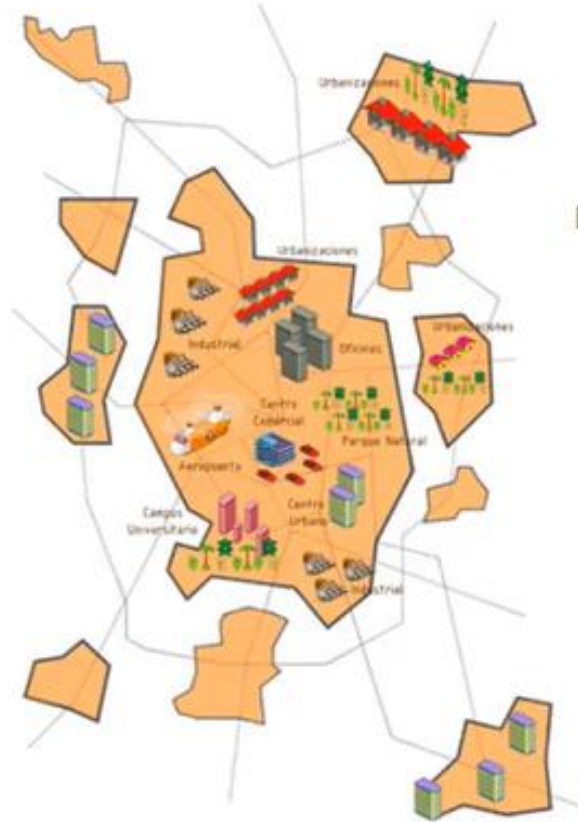 Urbanizaciones
Urbanizaciones
Industrial
Oficinas
Urbanizaciones
Centro
Comercial
Parque Natural
Aeropuerto
Campus
Universitario
Centro
Urbano
Industrial